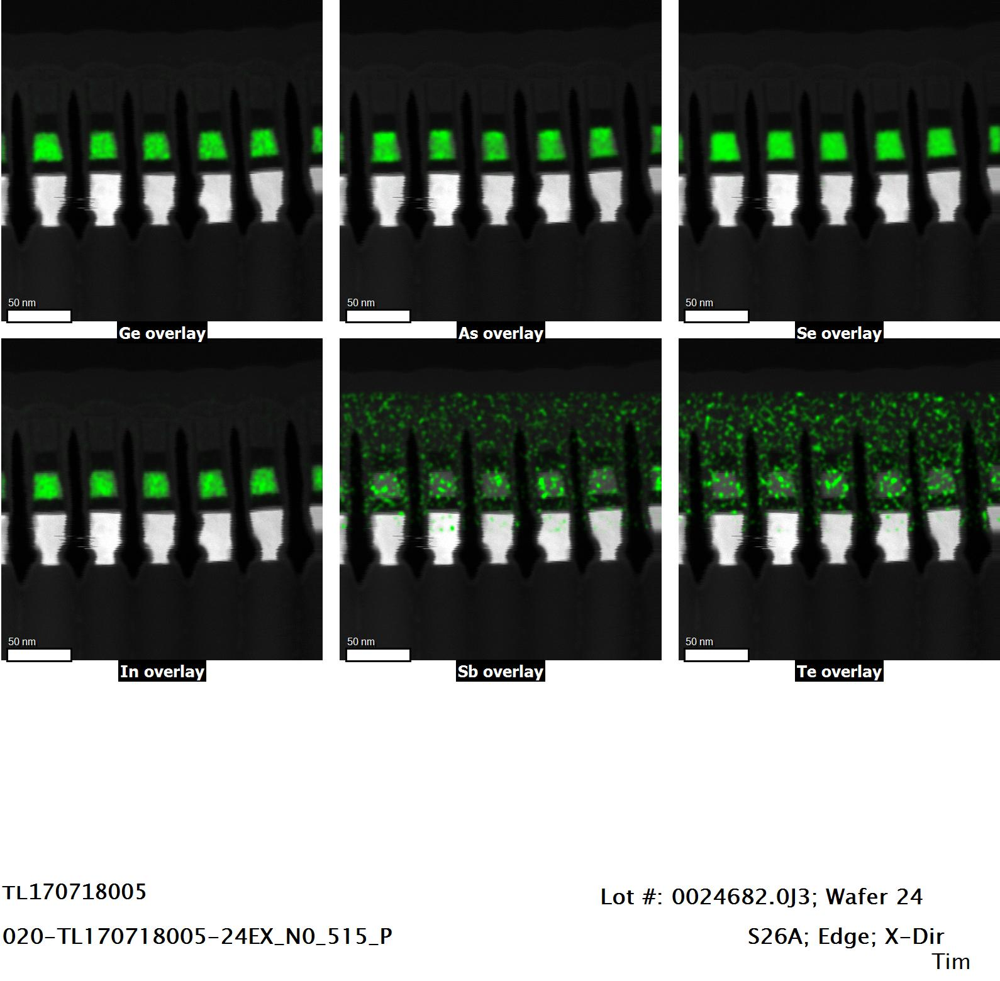 50 nm
50 nm
50 nm
Ge overlay
As overlay
Se overlay
50 nm
50 nm
50 nm
In overlay
Sb overlay
Te overlay
TL170718005
Lot #: 0024682.0J3; Wafer 24
020-TL170718005-24EX_N0_515_P
S26A; Edge; X-Dir
Tim